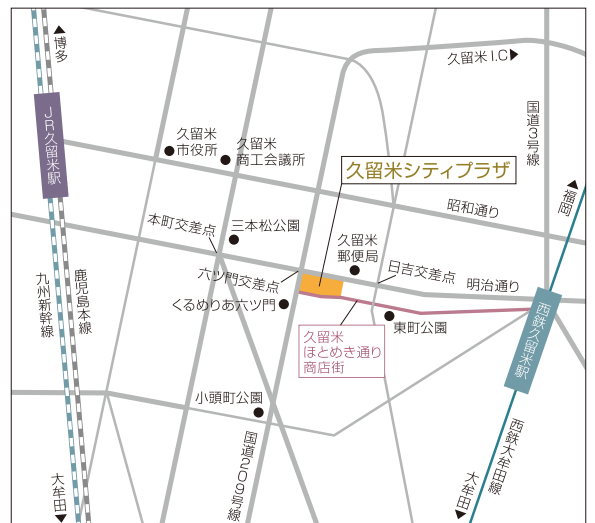 博多
JR久留米駅
久留米
市役所
久留米
商工会議所
久留米シティプラザ
久留米I.C
国道3号線
福岡
昭和通り
本町交差点
三本松公園
久留米
郵便局
日吉交差点
明治通り
六ツ門交差点
くるめりあ六ツ門
東町公園
久留米
ほとめき通り
商店街
西鉄久留米駅
九州新幹線
鹿児島本線
小頭町公園
国道209号線
西鉄大牟田線
大牟田
大牟田